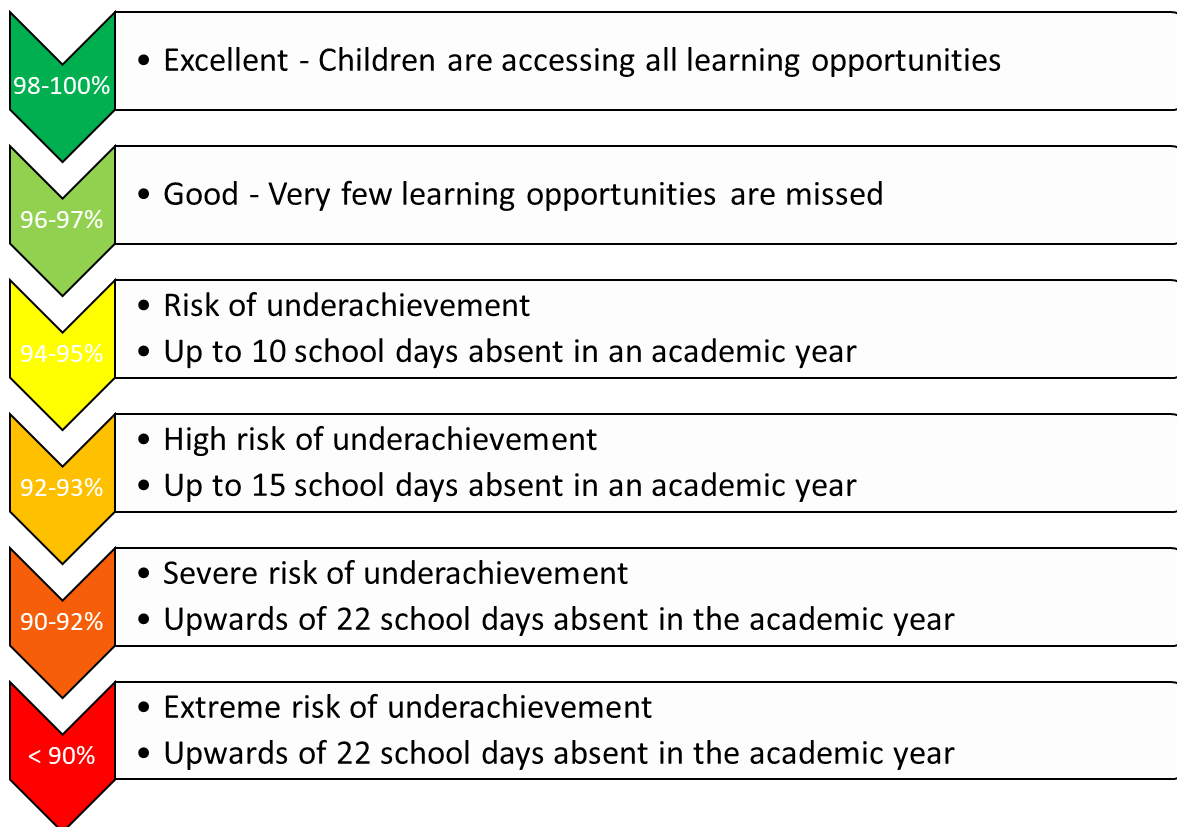 98-100%
• Excellent - Children are accessing all learning opportunities
96-97%
• Good - Very few learning opportunities are missed
94-95%
• Risk of underachievement
• Up to 10 school days absent in an academic year
92-93%
• High risk of underachievement
• Up to 15 school days absent in an academic year
90-92%
• Severe risk of underachievement
• Upwards of 22 school days absent in the academic year
< 90%
• Extreme risk of underachievement
• Upwards of 22 school days absent in the academic year